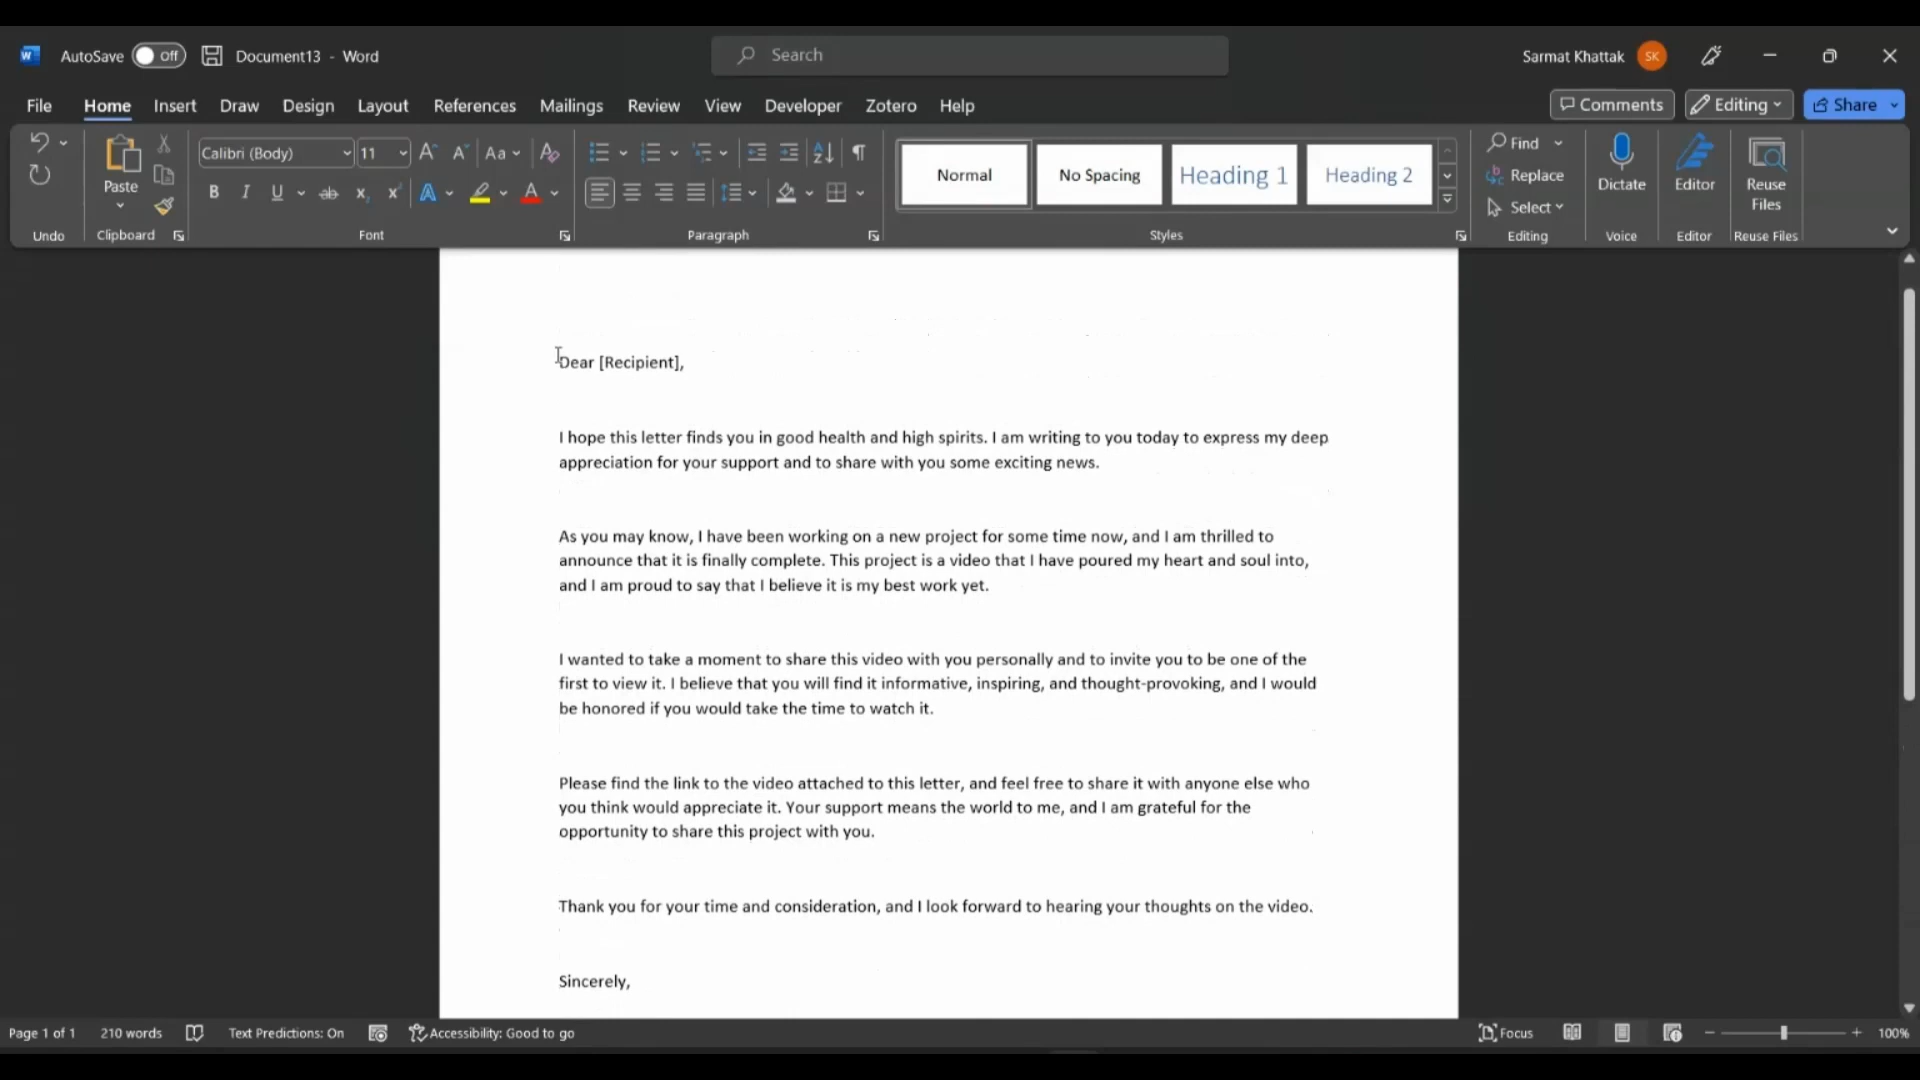 AutoSave Off Document13 - Word Search Sarmat Khattak SK
File Home Insert Draw Design Layout References Mailings Review View Developer Zotero Help Comments Editing Share
Calibri (Body) 11 Aa
Paste
B I U ab x x A A
Normal No Spacing Heading 1 Heading 2
Find
Replace
Select
Dictate
Editor
Reuse
Files
Undo Clipboard Font Paragraph Styles Editing Voice Editor Reuse Files
Dear [Recipient],
I hope this letter finds you in good health and high spirits. I am writing to you today to express my deep
appreciation for your support and to share with you some exciting news.
As you may know, I have been working on a new project for some time now, and I am thrilled to
announce that it is finally complete. This project is a video that I have poured my heart and soul into,
and I am proud to say that I believe it is my best work yet.
I wanted to take a moment to share this video with you personally and to invite you to be one of the
first to view it. I believe that you will find it informative, inspiring, and thought-provoking, and I would
be honored if you would take the time to watch it.
Please find the link to the video attached to this letter, and feel free to share it with anyone else who
you think would appreciate it. Your support means the world to me, and I am grateful for the
opportunity to share this project with you.
Thank you for your time and consideration, and I look forward to hearing your thoughts on the video.
Sincerely,
Page 1 of 1 210 words Text Predictions: On Accessibility: Good to go Focus 100%